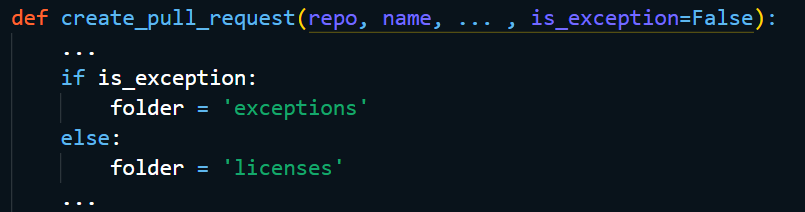 def create_pull_request(repo, name, ... , is_exception=False):
    ...
    if is_exception:
        folder = 'exceptions'
    else:
        folder = 'licenses'
    ...